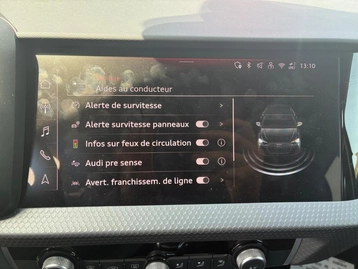 13:10
Aides au conducteur
Alerte de survitesse
Alerte survitesse panneaux
Infos sur feux de circulation
Audi pre sense
Avert. franchissem. de ligne